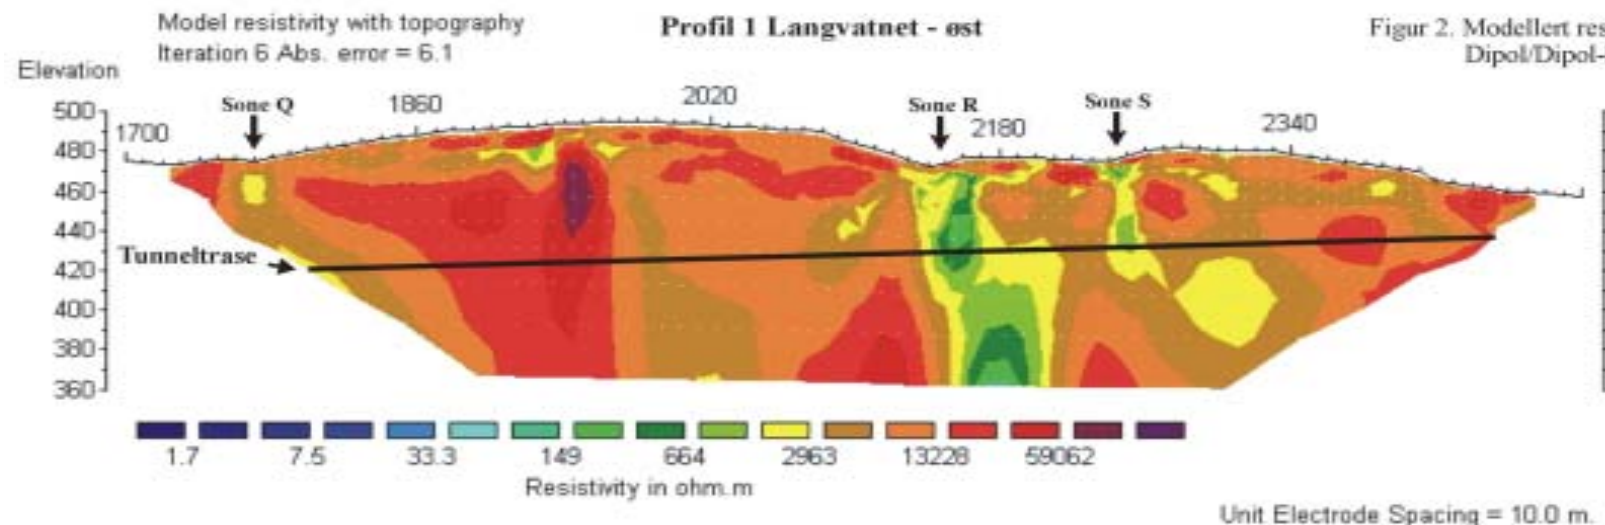 Model resistivity with topography
Iteration 6 Abs. error = 6.1
Profil 1 Langvatnet - øst
Figur 2. Modellert res
Dipol/Dipol-
Elevation
Sone Q
1860
2020
Sone R
2180
Sone S
2340
1700
500
480
460
440
420
400
380
360
Tunneltrase
1.7 7.5 33.3 149 664 2963 13228 59062
Resistivity in ohm.m
Unit Electrode Spacing = 10.0 m.